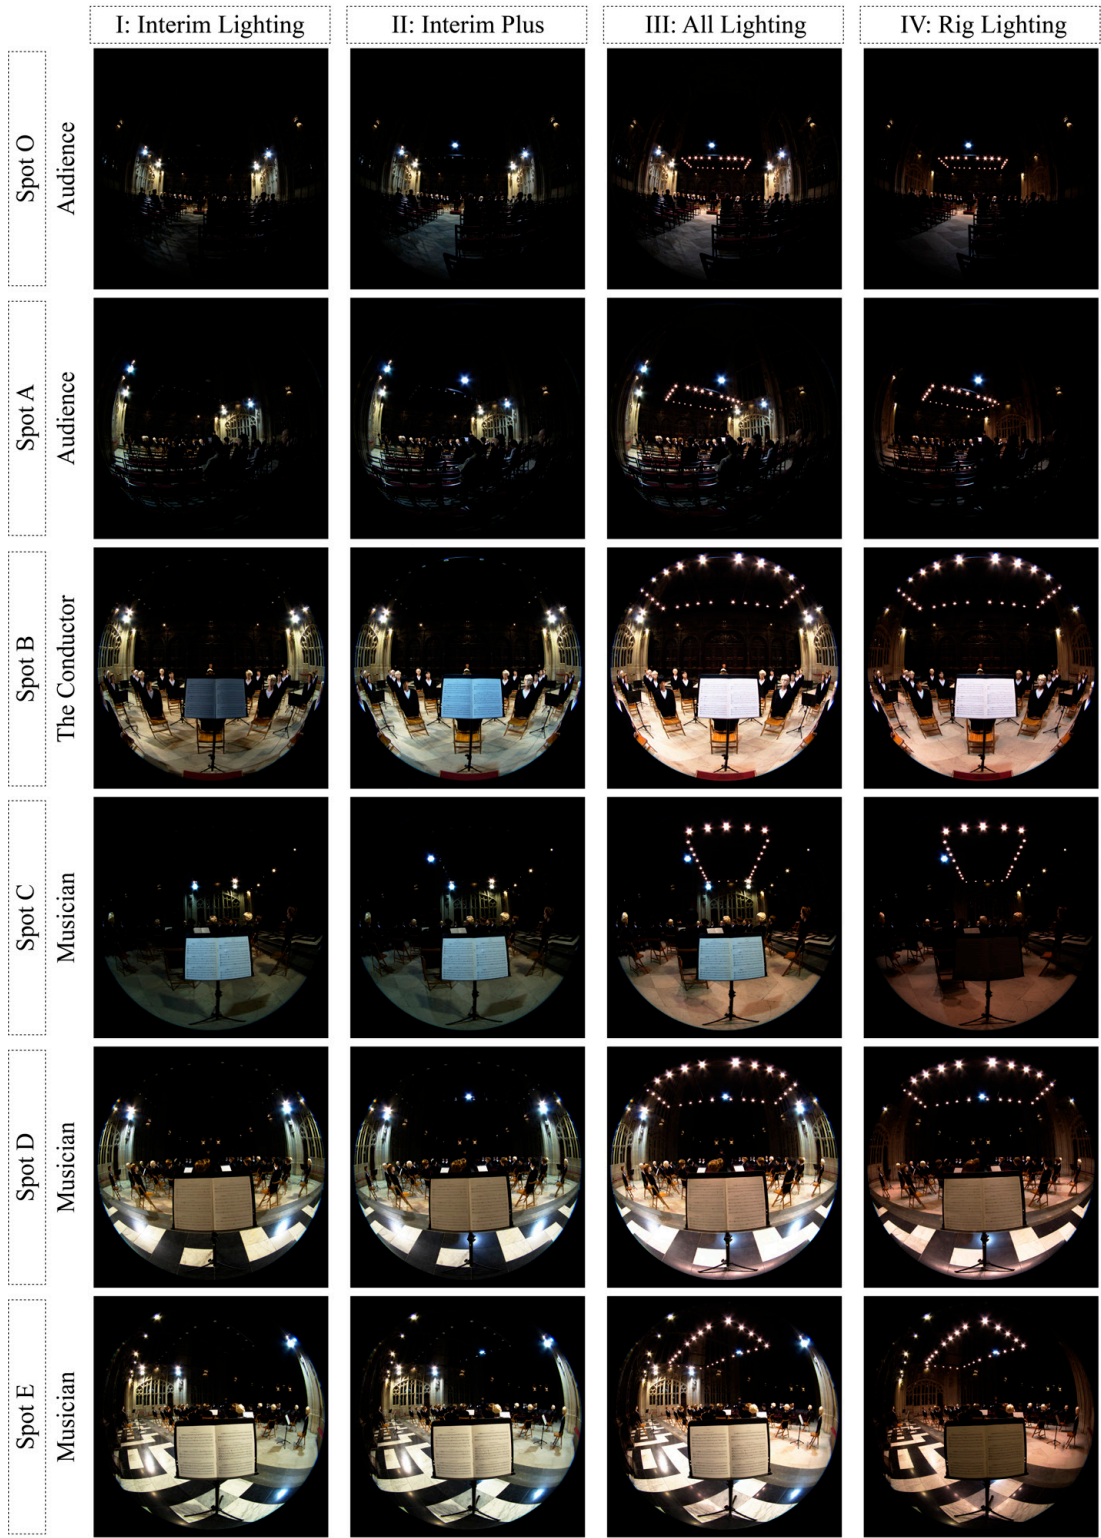 I: Interim Lighting
II: Interim Plus
III: All Lighting
IV: Rig Lighting
Spot O
Audience
Spot A
Audience
Spot B
The Conductor
Spot C
Musician
Spot D
Musician
Spot E
Musician